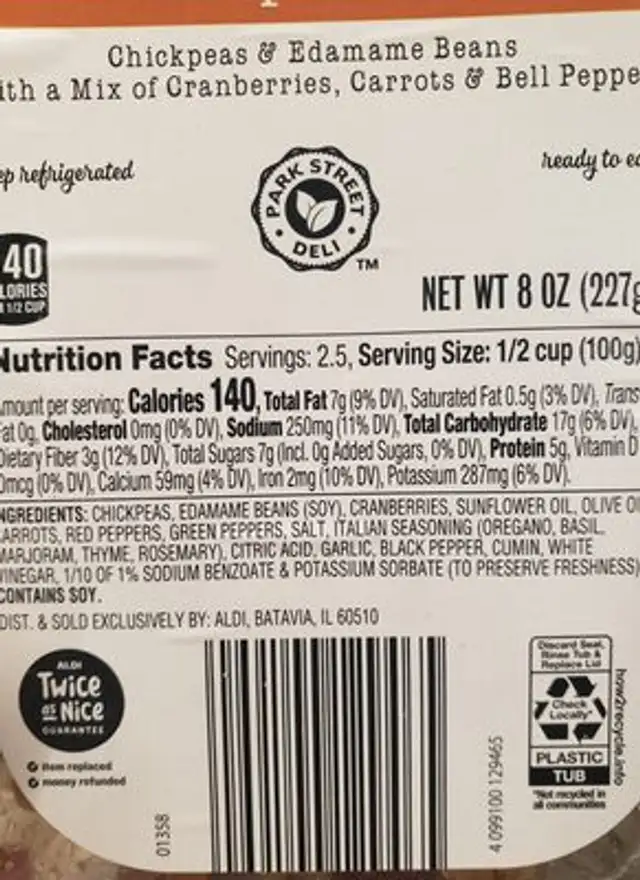 Chickpeas & Edamame Beans
ith a Mix of Cranberries, Carrots & Bell Peppe
ep refrigerated
ready to ea
PARK STREET
DELI
TM
40
LORIES
1/2 CUP
NET WT 8 OZ (227g
Nutrition Facts Servings: 2.5, Serving Size: 1/2 cup (100g)
mount per serving: Calories 140, Total Fat 7g (9% DV), Saturated Fat 0.5g (3% DV), Trans
Fat 0g, Cholesterol 0mg (0% DV), Sodium 250mg (11% DV), Total Carbohydrate 17g (6% DV),
Dietary Fiber 3g (12% DV), Total Sugars 7g (Incl. 0g Added Sugars, 0% DV), Protein 5g, Vitamin D
0mcg (0% DV), Calcium 59mg (4% DV), Iron 2mg (10% DV), Potassium 287mg (6% DV).
NGREDIENTS: CHICKPEAS, EDAMAME BEANS (SOY), CRANBERRIES, SUNFLOWER OIL, OLIVE OI
CARROTS, RED PEPPERS, GREEN PEPPERS, SALT, ITALIAN SEASONING (OREGANO, BASIL,
MARJORAM, THYME, ROSEMARY), CITRIC ACID, GARLIC, BLACK PEPPER, CUMIN, WHITE
VINEGAR, 1/10 OF 1% SODIUM BENZOATE & POTASSIUM SORBATE (TO PRESERVE FRESHNESS)
CONTAINS SOY.
DIST. & SOLD EXCLUSIVELY BY: ALDI, BATAVIA, IL 60510
ALDI
Twice
as Nice
GUARANTEE
item replaced
money refunded
01358
4 099100 129465
Discard Seal,
Rinse Tub &
Replace Lid
Check
Locally*
PLASTIC
TUB
*Not recycled in
all communities
how2recycle.info